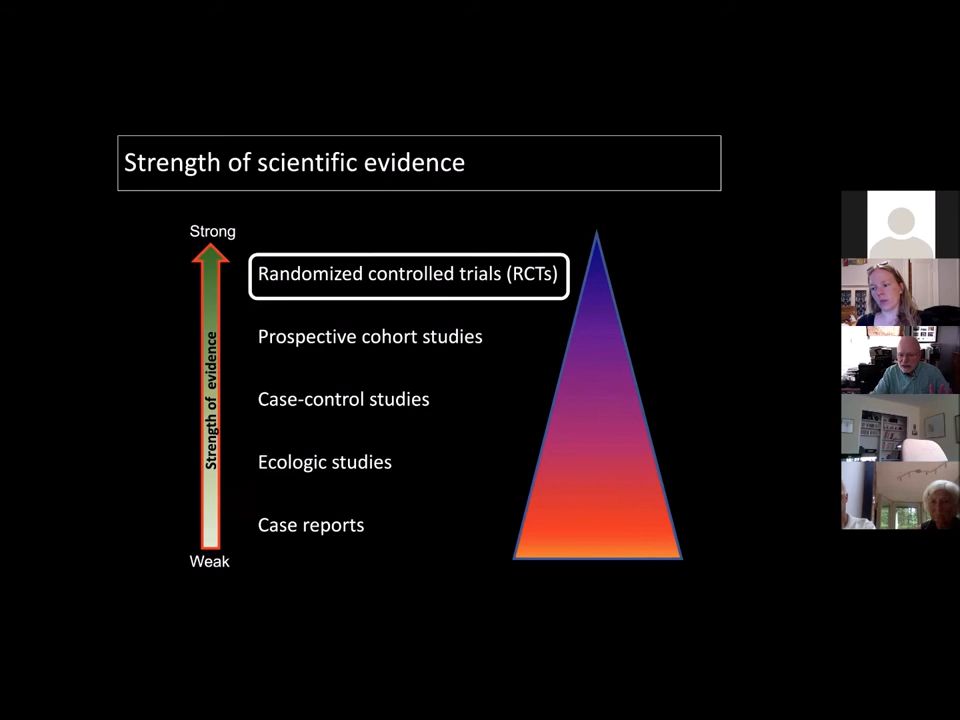 Strength of scientific evidence
Strong
Randomized controlled trials (RCTs)
Prospective cohort studies
Case-control studies
Ecologic studies
Case reports
Strength of evidence
Weak